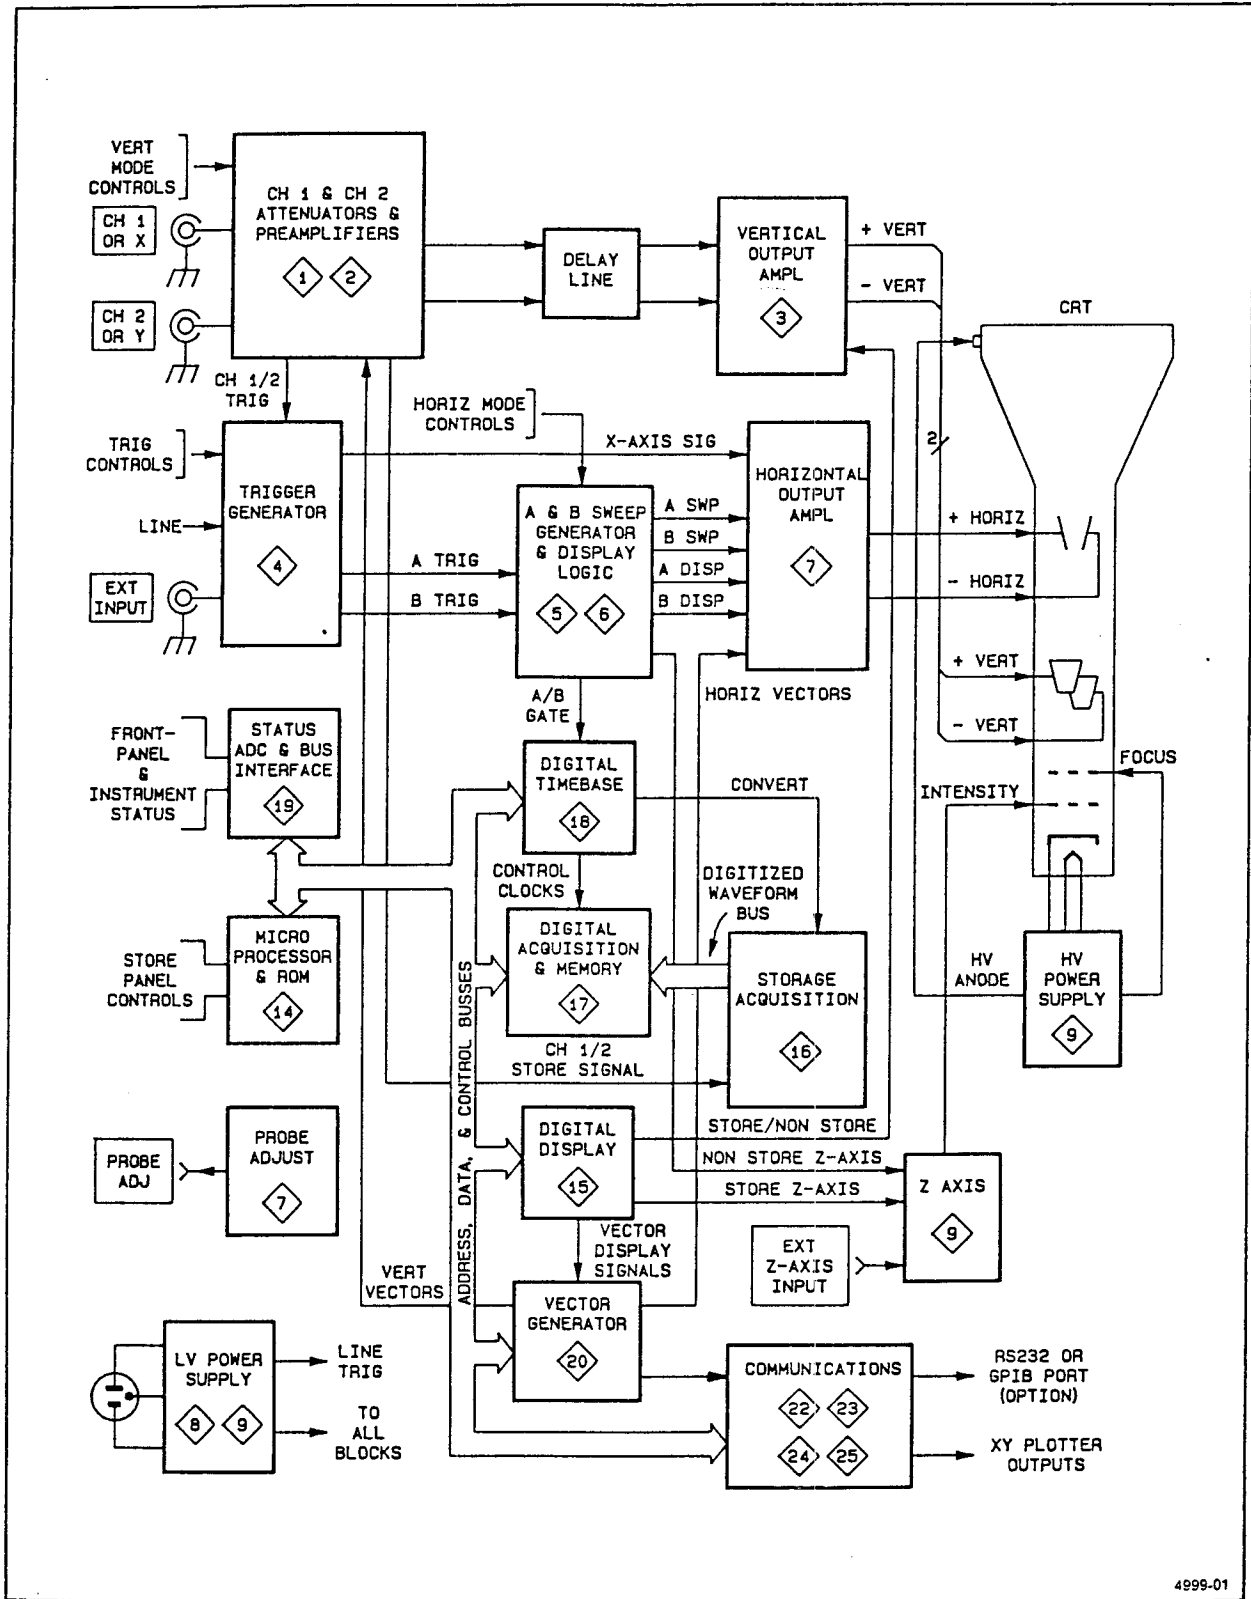 VERT
MODE
CONTROLS
CH 1
OR X
CH 2
OR Y
CH 1 & CH 2
ATTENUATORS &
PREAMPLIFIERS
1 2
DELAY
LINE
VERTICAL
OUTPUT
AMPL
3
+ VERT
- VERT
CRT
CH 1/2
TRIG
HORIZ MODE
CONTROLS
TRIG
CONTROLS
LINE
EXT
INPUT
TRIGGER
GENERATOR
4
X-AXIS SIG
A TRIG
B TRIG
A & B SWEEP
GENERATOR
& DISPLAY
LOGIC
5 6
A SWP
B SWP
A DISP
B DISP
HORIZONTAL
OUTPUT
AMPL
7
2
+ HORIZ
- HORIZ
+ VERT
- VERT
FOCUS
INTENSITY
HORIZ VECTORS
A/B
GATE
FRONT-
PANEL
&
INSTRUMENT
STATUS
STATUS
ADC & BUS
INTERFACE
19
DIGITAL
TIMEBASE
18
CONVERT
CONTROL
CLOCKS
DIGITIZED
WAVEFORM
BUS
STORE
PANEL
CONTROLS
MICRO
PROCESSOR
& ROM
14
DIGITAL
ACQUISITION
& MEMORY
17
STORAGE
ACQUISITION
16
HV
ANODE
HV
POWER
SUPPLY
9
CH 1/2
STORE SIGNAL
ADDRESS, DATA, & CONTROL BUSSES
PROBE
ADJ
PROBE
ADJUST
7
DIGITAL
DISPLAY
15
STORE/NON STORE
NON STORE Z-AXIS
STORE Z-AXIS
Z AXIS
9
EXT
Z-AXIS
INPUT
VECTOR
DISPLAY
SIGNALS
VERT
VECTORS
VECTOR
GENERATOR
20
LV POWER
SUPPLY
8 9
LINE
TRIG
TO
ALL
BLOCKS
COMMUNICATIONS
22 23
24 25
RS232 OR
GPIB PORT
(OPTION)
XY PLOTTER
OUTPUTS
4999-01